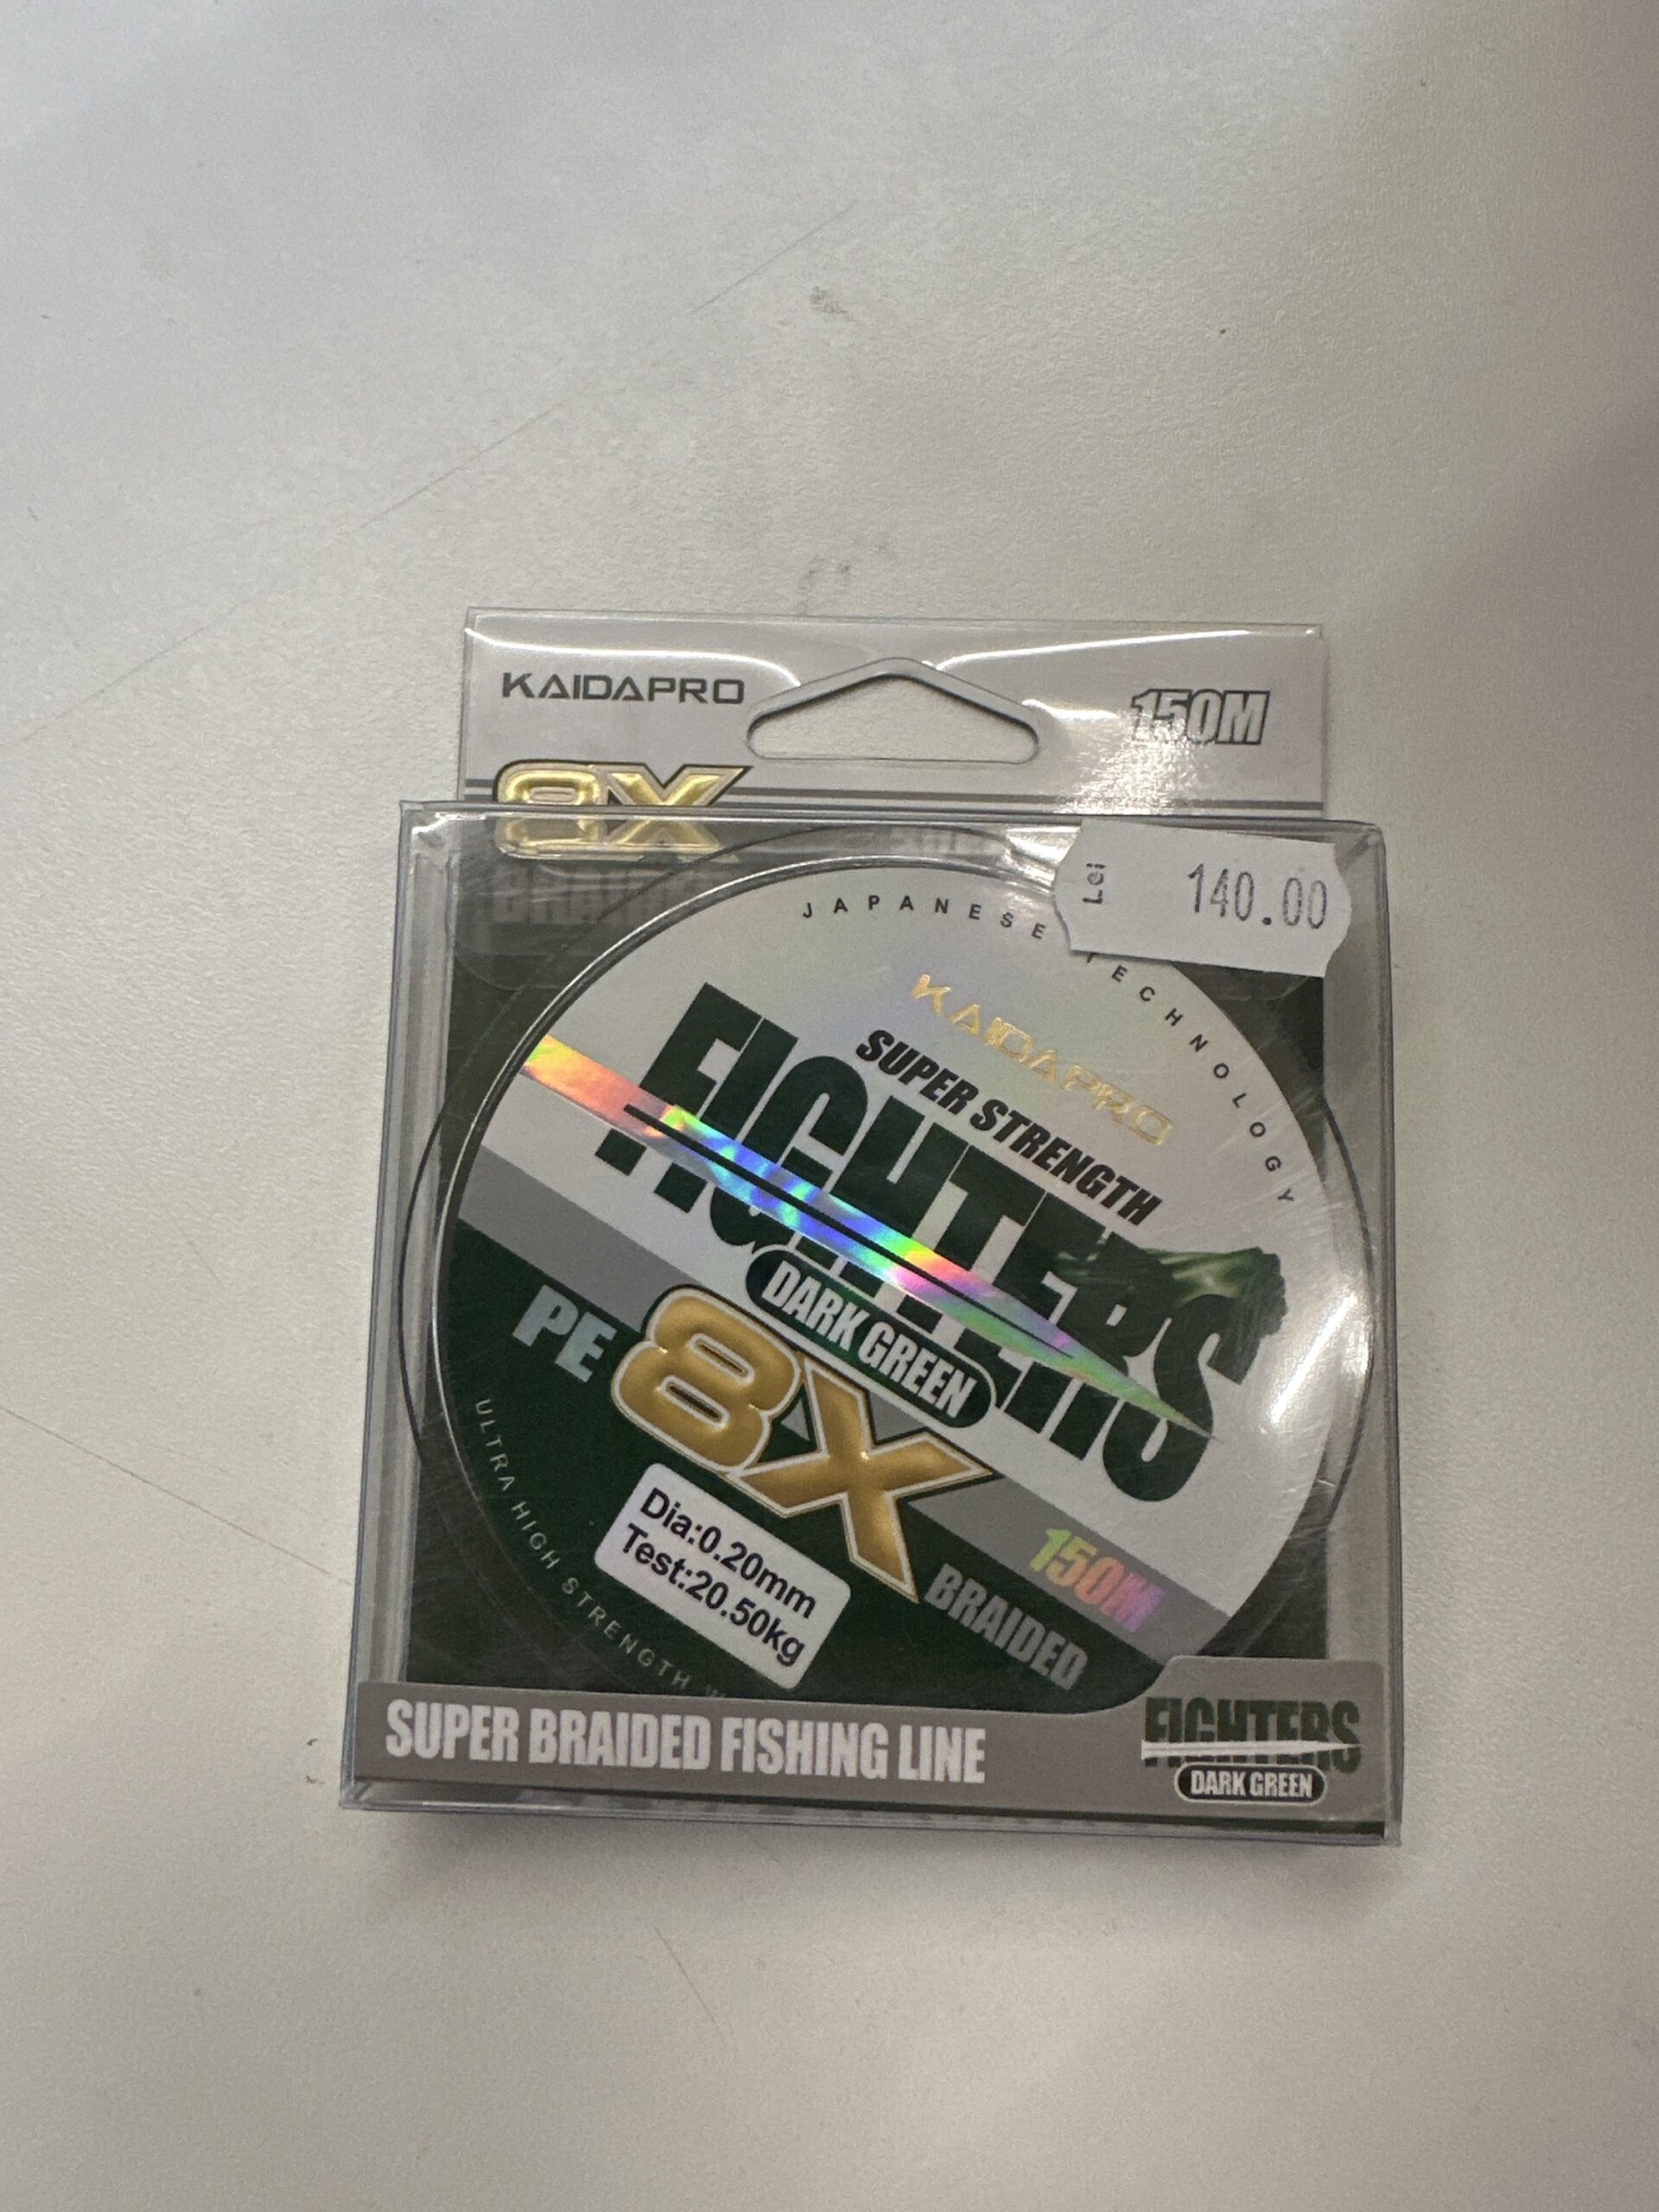 KAIDAPRO
150M
8X
BRAIDED
Lei 140.00
JAPANESE TECHNOLOGY
KAIDAPRO
SUPER STRENGTH
FIGHTERS
DARK GREEN
PE 8X
150M
BRAIDED
Dia:0.20mm
Test:20.50kg
ULTRA HIGH STRENGTH
SUPER BRAIDED FISHING LINE
FIGHTERS
DARK GREEN